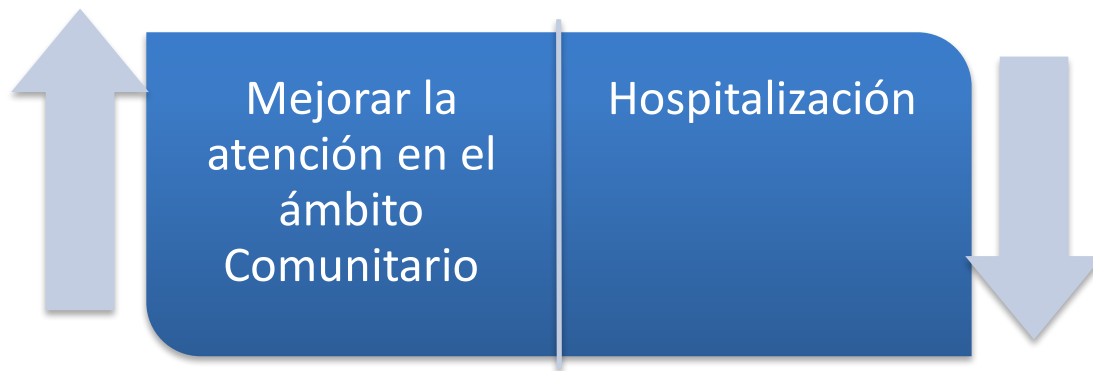 Mejorar la
atención en el
ámbito
Comunitario
Hospitalización